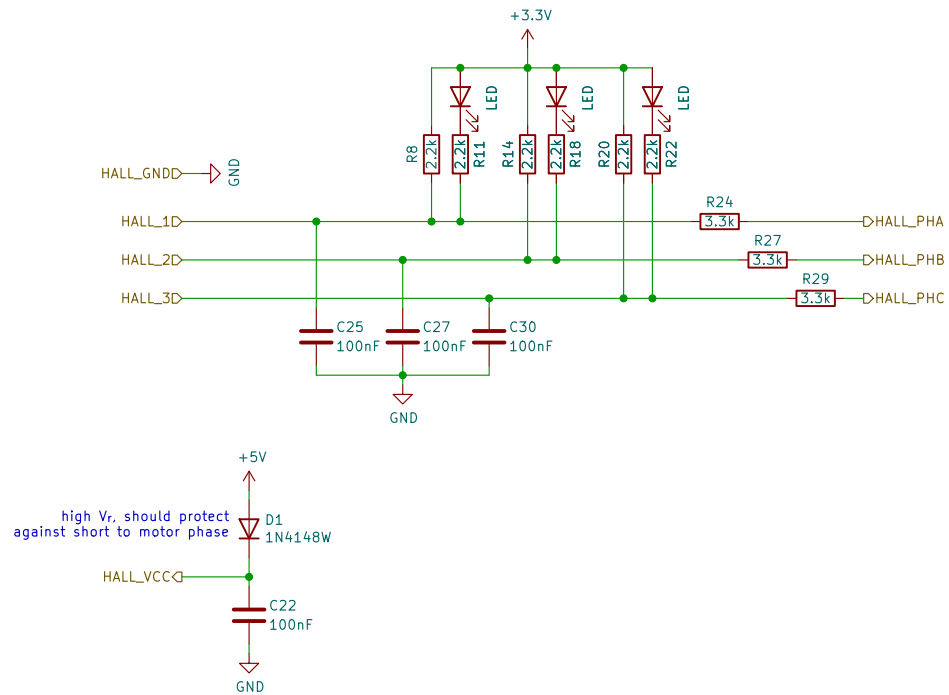 +3.3V
LED
LED
LED
R8
2.2k
2.2k
R11
R14
2.2k
2.2k
R18
R20
2.2k
2.2k
R22
HALL_GND
GND
HALL_1
R24
3.3k
HALL_PHA
HALL_2
R27
3.3k
HALL_PHB
HALL_3
R29
3.3k
HALL_PHC
C25
100nF
C27
100nF
C30
100nF
GND
+5V
high Vr, should protect
against short to motor phase
D1
1N4148W
HALL_VCC
C22
100nF
GND